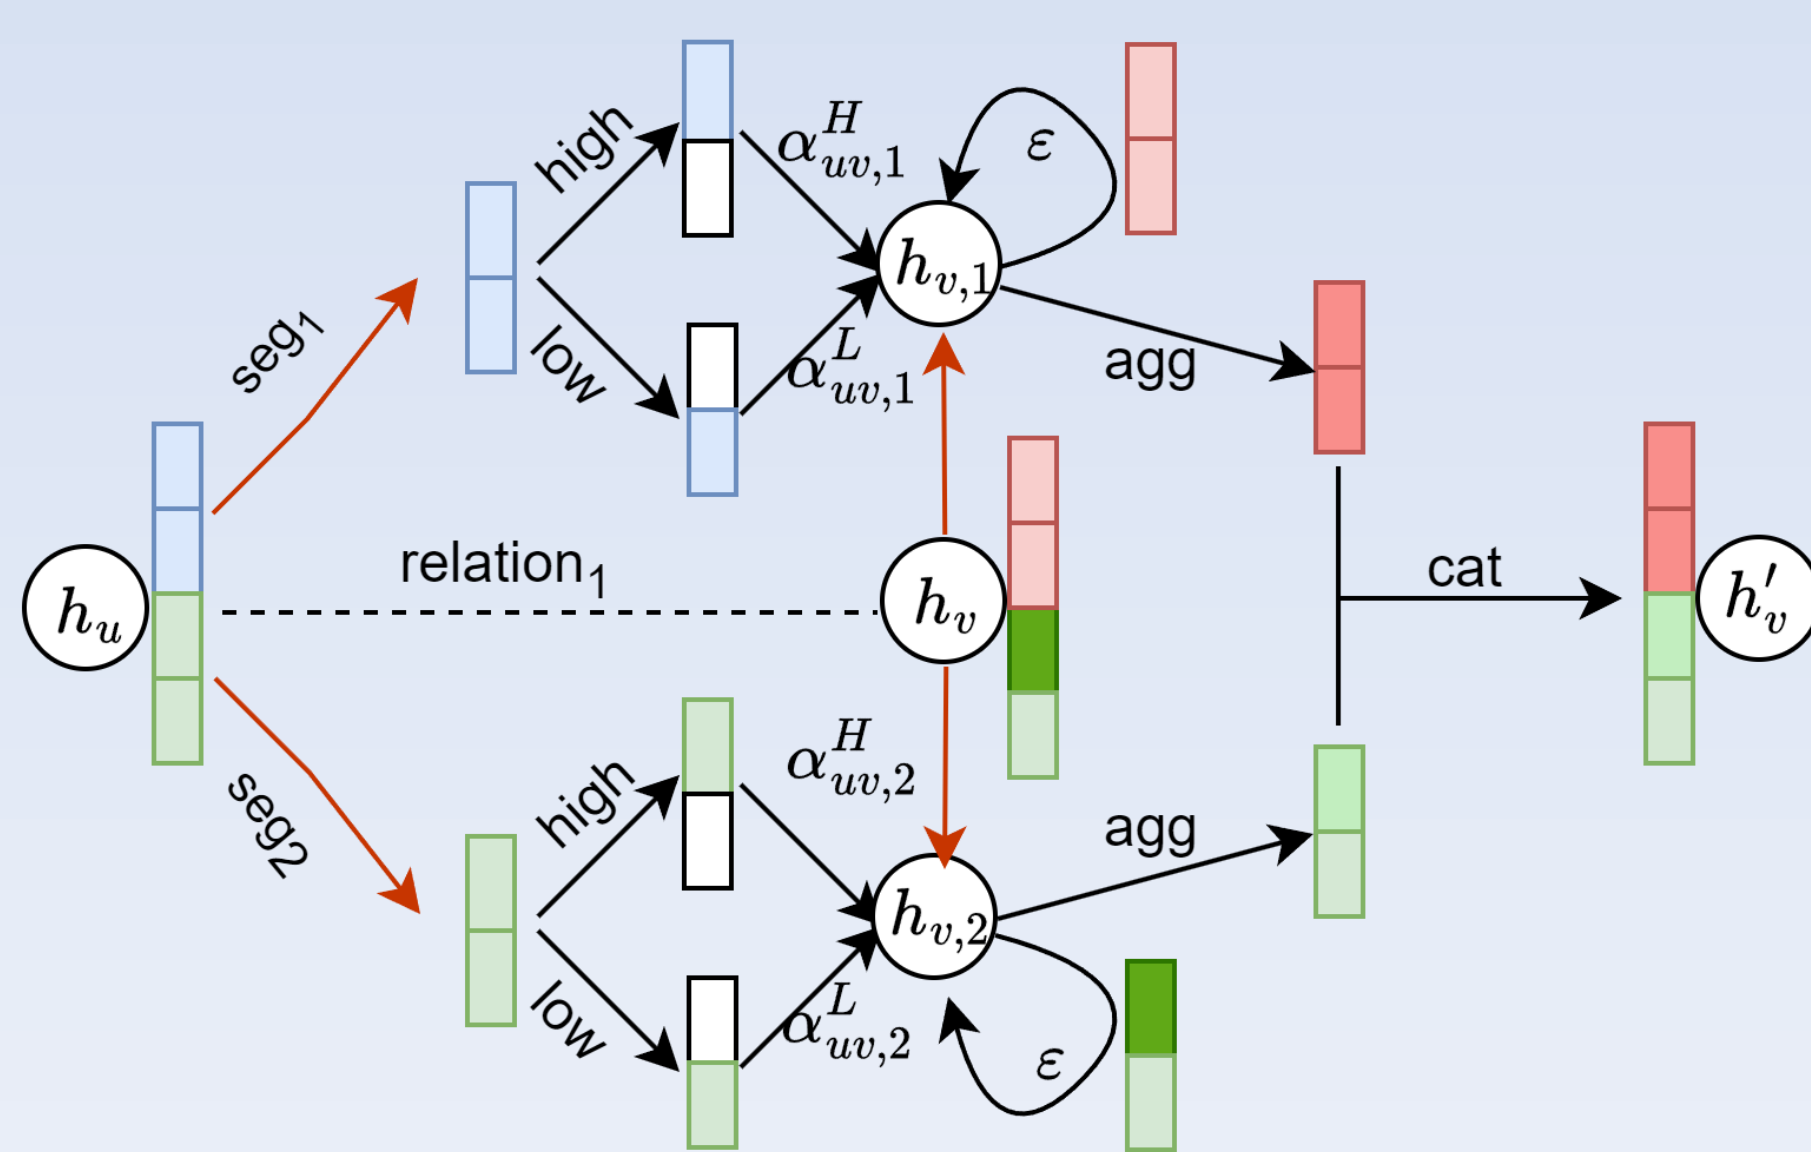 high
α^H_{uv,1}
ε
seg₁
h_{v,1}
low
α^L_{uv,1}
agg
relation₁
cat
h_u
h_v
h'_v
seg₂
high
α^H_{uv,2}
agg
h_{v,2}
low
α^L_{uv,2}
ε